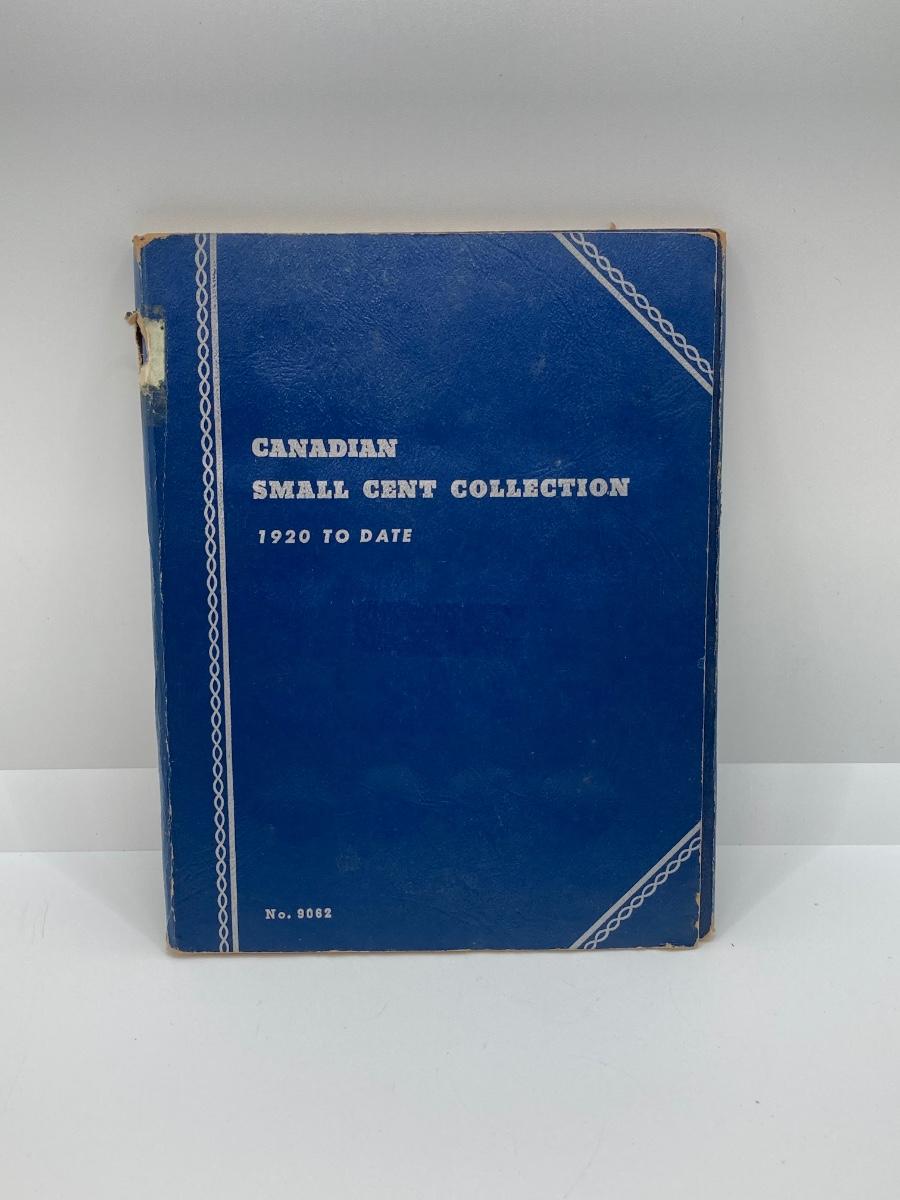 CANADIAN
SMALL CENT COLLECTION
1920 TO DATE
No. 9062